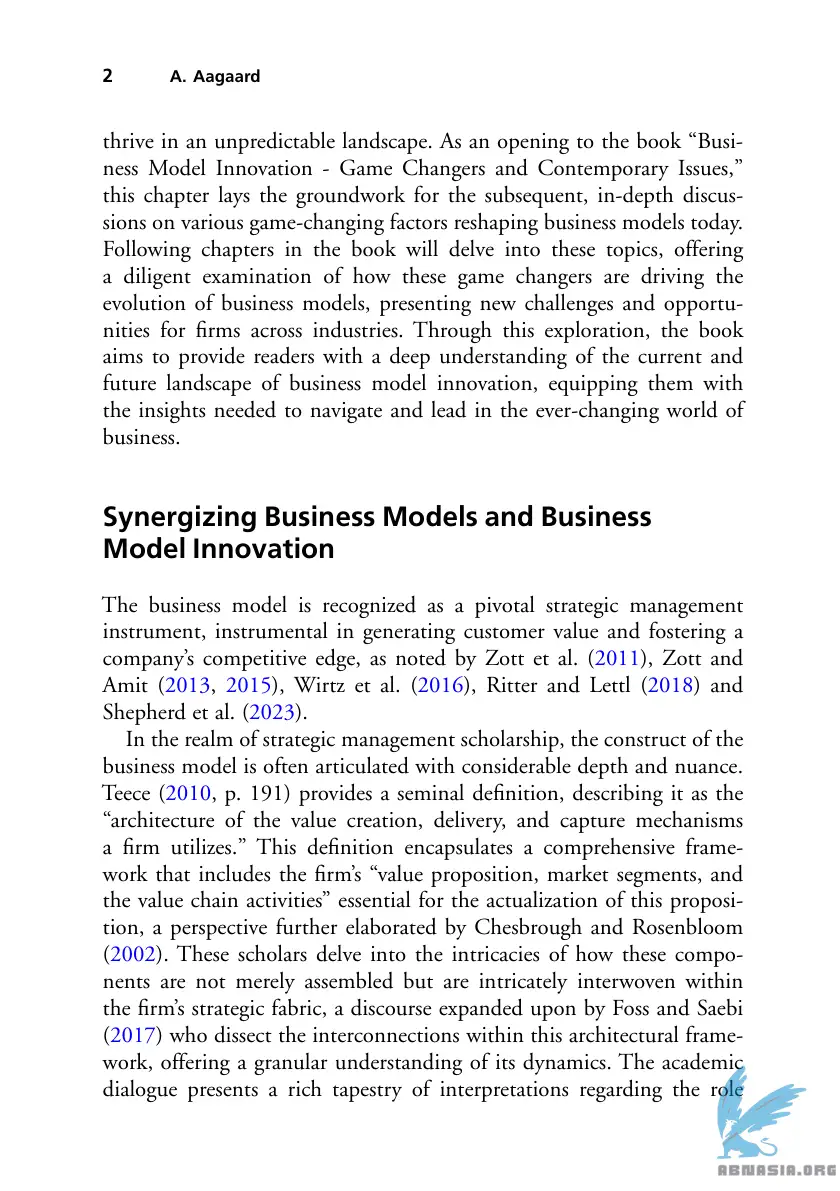 2 A. Aagaard
thrive in an unpredictable landscape. As an opening to the book “Busi-
ness Model Innovation - Game Changers and Contemporary Issues,”
this chapter lays the groundwork for the subsequent, in-depth discus-
sions on various game-changing factors reshaping business models today.
Following chapters in the book will delve into these topics, offering
a diligent examination of how these game changers are driving the
evolution of business models, presenting new challenges and opportu-
nities for firms across industries. Through this exploration, the book
aims to provide readers with a deep understanding of the current and
future landscape of business model innovation, equipping them with
the insights needed to navigate and lead in the ever-changing world of
business.
Synergizing Business Models and Business
Model Innovation
The business model is recognized as a pivotal strategic management
instrument, instrumental in generating customer value and fostering a
company’s competitive edge, as noted by Zott et al. (2011), Zott and
Amit (2013, 2015), Wirtz et al. (2016), Ritter and Lettl (2018) and
Shepherd et al. (2023).
In the realm of strategic management scholarship, the construct of the
business model is often articulated with considerable depth and nuance.
Teece (2010, p. 191) provides a seminal definition, describing it as the
“architecture of the value creation, delivery, and capture mechanisms
a firm utilizes.” This definition encapsulates a comprehensive frame-
work that includes the firm’s “value proposition, market segments, and
the value chain activities” essential for the actualization of this proposi-
tion, a perspective further elaborated by Chesbrough and Rosenbloom
(2002). These scholars delve into the intricacies of how these compo-
nents are not merely assembled but are intricately interwoven within
the firm’s strategic fabric, a discourse expanded upon by Foss and Saebi
(2017) who dissect the interconnections within this architectural frame-
work, offering a granular understanding of its dynamics. The academic
dialogue presents a rich tapestry of interpretations regarding the role
ABNASIA.ORG